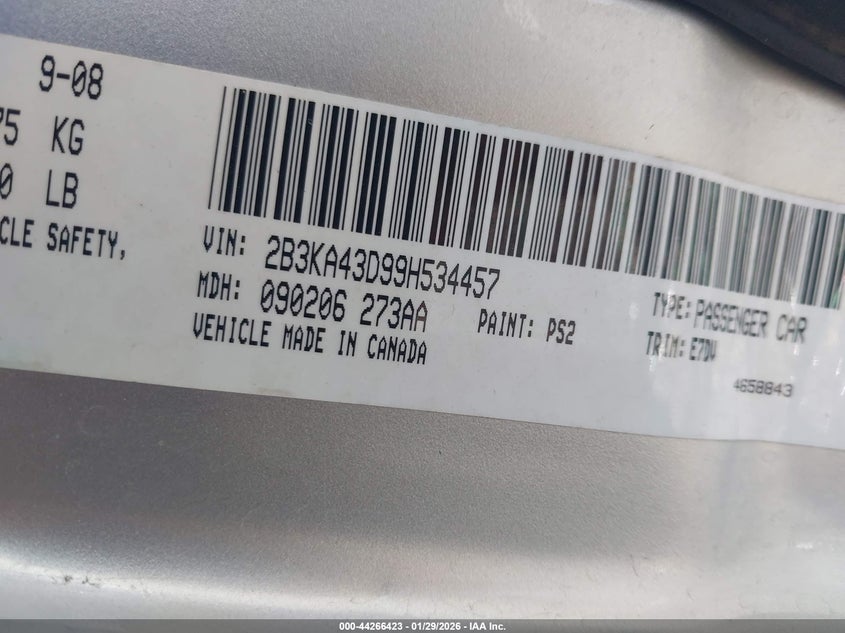 9-08
75 KG
0 LB
CLE SAFETY,
VIN: 2B3KA43D99H534457
MDH: 090206 273AA
PAINT: PS2
TYPE: PASSENGER CAR
VEHICLE MADE IN CANADA
TRIM: E7DV
4658843
000-44266423 - 01/29/2026 - IAA Inc.